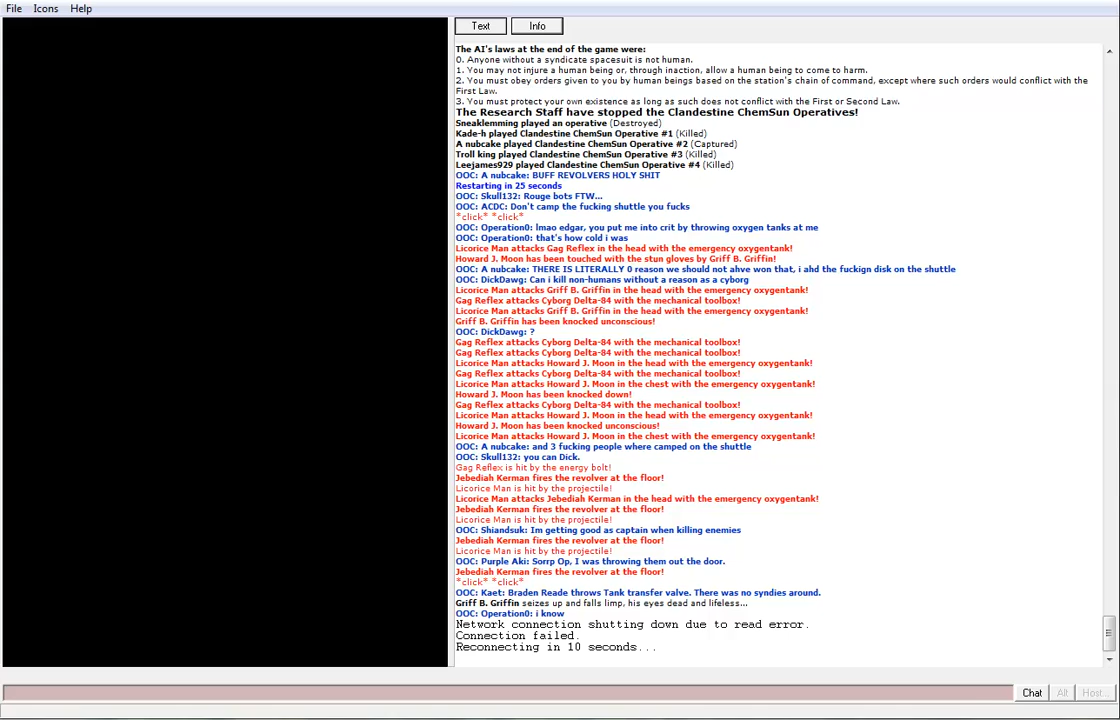 File Icons Help
Text Info
The AI's laws at the end of the game were:
0. Anyone without a syndicate spacesuit is not human.
1. You may not injure a human being or, through inaction, allow a human being to come to harm.
2. You must obey orders given to you by human beings based on the station's chain of command, except where such orders would conflict with the
First Law.
3. You must protect your own existence as long as such does not conflict with the First or Second Law.
The Research Staff have stopped the Clandestine ChemSun Operatives!
Sneaklemming played an operative (Destroyed)
Kade-h played Clandestine ChemSun Operative #1 (Killed)
A nubcake played Clandestine ChemSun Operative #2 (Captured)
Troll king played Clandestine ChemSun Operative #3 (Killed)
Leejames929 played Clandestine ChemSun Operative #4 (Killed)
OOC: A nubcake: BUFF REVOLVERS HOLY SHIT
Restarting in 25 seconds
OOC: Skull132: Rouge bots FTW...
OOC: ACDC: Don't camp the fucking shuttle you fucks
*click* *click*
OOC: Operation0: lmao edgar, you put me into crit by throwing oxygen tanks at me
OOC: Operation0: that's how cold i was
Licorice Man attacks Gag Reflex in the head with the emergency oxygentank!
Howard J. Moon has been touched with the stun gloves by Griff B. Griffin!
OOC: A nubcake: THERE IS LITERALLY 0 reason we should not ahve won that, i ahd the fuckign disk on the shuttle
OOC: DickDawg: Can i kill non-humans without a reason as a cyborg
Licorice Man attacks Griff B. Griffin in the head with the emergency oxygentank!
Gag Reflex attacks Cyborg Delta-84 with the mechanical toolbox!
Licorice Man attacks Griff B. Griffin in the head with the emergency oxygentank!
Griff B. Griffin has been knocked unconscious!
OOC: DickDawg: ?
Gag Reflex attacks Cyborg Delta-84 with the mechanical toolbox!
Gag Reflex attacks Cyborg Delta-84 with the mechanical toolbox!
Licorice Man attacks Howard J. Moon in the head with the emergency oxygentank!
Gag Reflex attacks Cyborg Delta-84 with the mechanical toolbox!
Licorice Man attacks Howard J. Moon in the chest with the emergency oxygentank!
Howard J. Moon has been knocked down!
Gag Reflex attacks Cyborg Delta-84 with the mechanical toolbox!
Licorice Man attacks Howard J. Moon in the head with the emergency oxygentank!
Howard J. Moon has been knocked unconscious!
Licorice Man attacks Howard J. Moon in the chest with the emergency oxygentank!
OOC: A nubcake: and 3 fucking people where camped on the shuttle
OOC: Skull132: you can Dick.
Gag Reflex is hit by the energy bolt!
Jebediah Kerman fires the revolver at the floor!
Licorice Man is hit by the projectile!
Licorice Man attacks Jebediah Kerman in the head with the emergency oxygentank!
Jebediah Kerman fires the revolver at the floor!
Licorice Man is hit by the projectile!
OOC: Shiandsuk: Im getting good as captain when killing enemies
Jebediah Kerman fires the revolver at the floor!
Licorice Man is hit by the projectile!
OOC: Purple Aki: Sorrp Op, I was throwing them out the door.
Jebediah Kerman fires the revolver at the floor!
*click* *click*
OOC: Kaet: Braden Reade throws Tank transfer valve. There was no syndies around.
Griff B. Griffin seizes up and falls limp, his eyes dead and lifeless...
OOC: Operation0: i know
Network connection shutting down due to read error.
Connection failed.
Reconnecting in 10 seconds...
Chat Alt Host...